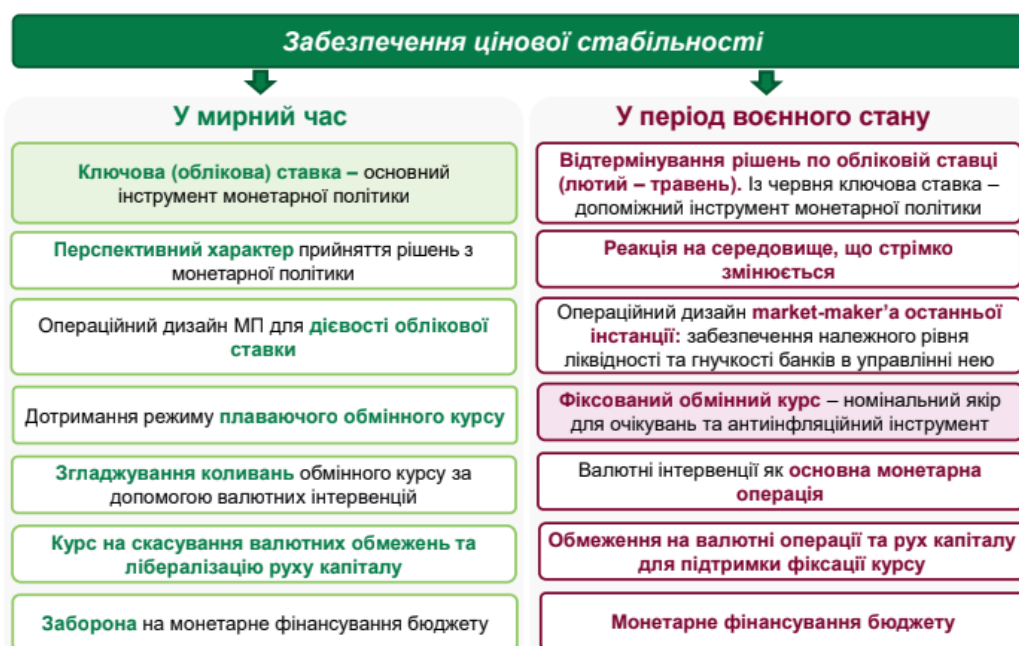 Забезпечення цінової стабільності
У мирний час
Ключова (облікова) ставка – основний
інструмент монетарної політики
Перспективний характер прийняття рішень з
монетарної політики
Операційний дизайн МП для дієвості облікової
ставки
Дотримання режиму плаваючого обмінного курсу
Згладжування коливань обмінного курсу за
допомогою валютних інтервенцій
Курс на скасування валютних обмежень та
лібералізацію руху капіталу
Заборона на монетарне фінансування бюджету
У період воєнного стану
Відтермінування рішень по обліковій ставці
(лютий – травень). Із червня ключова ставка –
допоміжний інструмент монетарної політики
Реакція на середовище, що стрімко
змінюється
Операційний дизайн market-maker’а останньої
інстанції: забезпечення належного рівня
ліквідності та гнучкості банків в управлінні нею
Фіксований обмінний курс – номінальний якір
для очікувань та антиінфляційний інструмент
Валютні інтервенції як основна монетарна
операція
Обмеження на валютні операції та рух капіталу
для підтримки фіксації курсу
Монетарне фінансування бюджету